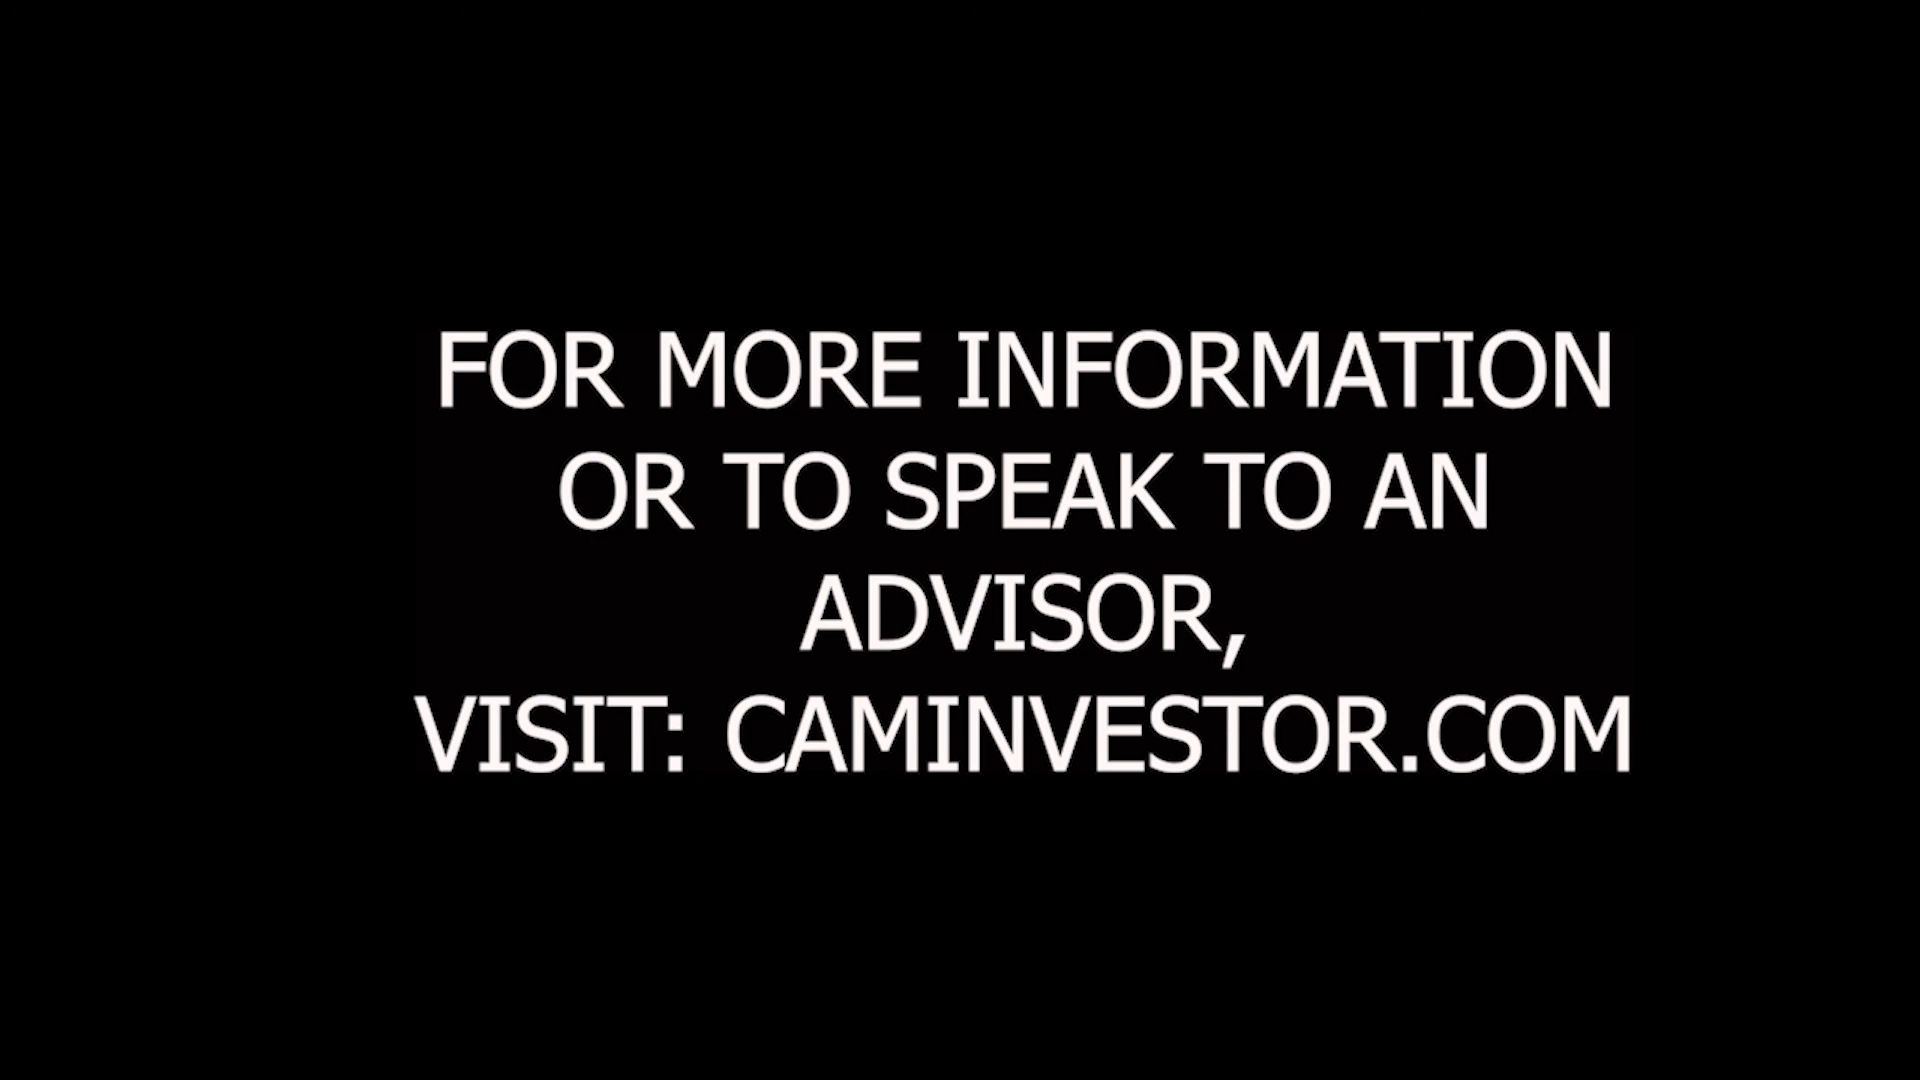 FOR MORE INFORMATION
OR TO SPEAK TO AN
ADVISOR,
VISIT: CAMINVESTOR.COM